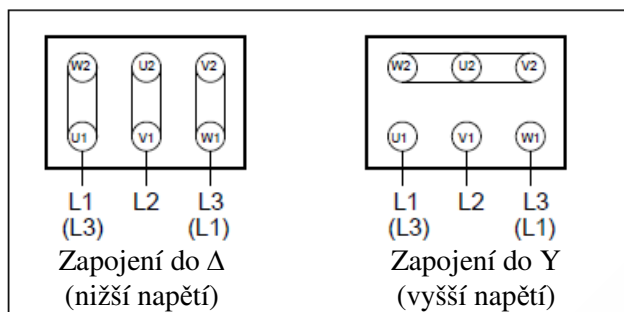 W2 U2 V2
U1 V1 W1
L1 L2 L3
(L3) (L1)
Zapojení do Δ
(nižší napětí)
W2 U2 V2
U1 V1 W1
L1 L2 L3
(L3) (L1)
Zapojení do Y
(vyšší napětí)